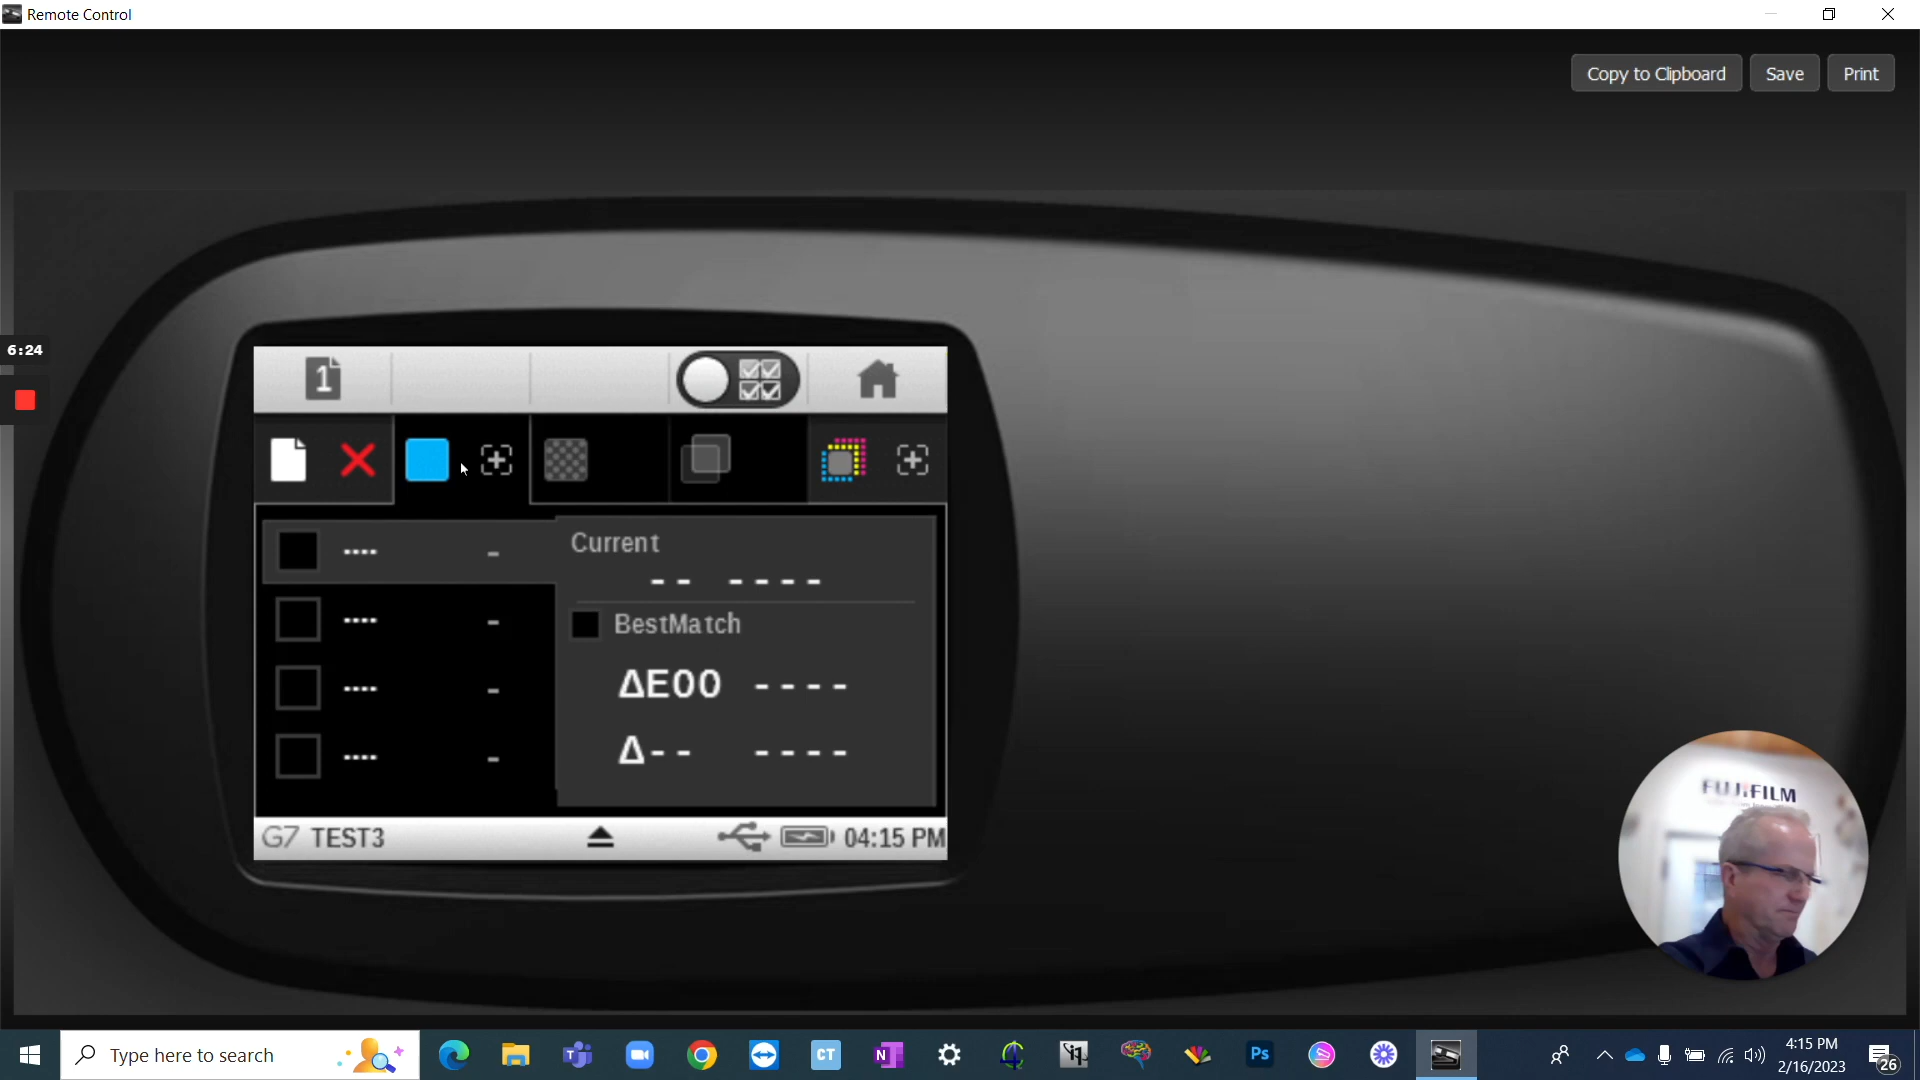 Remote Control
Copy to Clipboard
Save
Print
6:24
1
Current
---- -
-- ----
---- -
BestMatch
---- -
ΔE00 ----
---- -
Δ-- ----
G7 TEST3
04:15 PM
FUJIFILM
Type here to search
CT
N
Ps
4:15 PM
2/16/2023
26